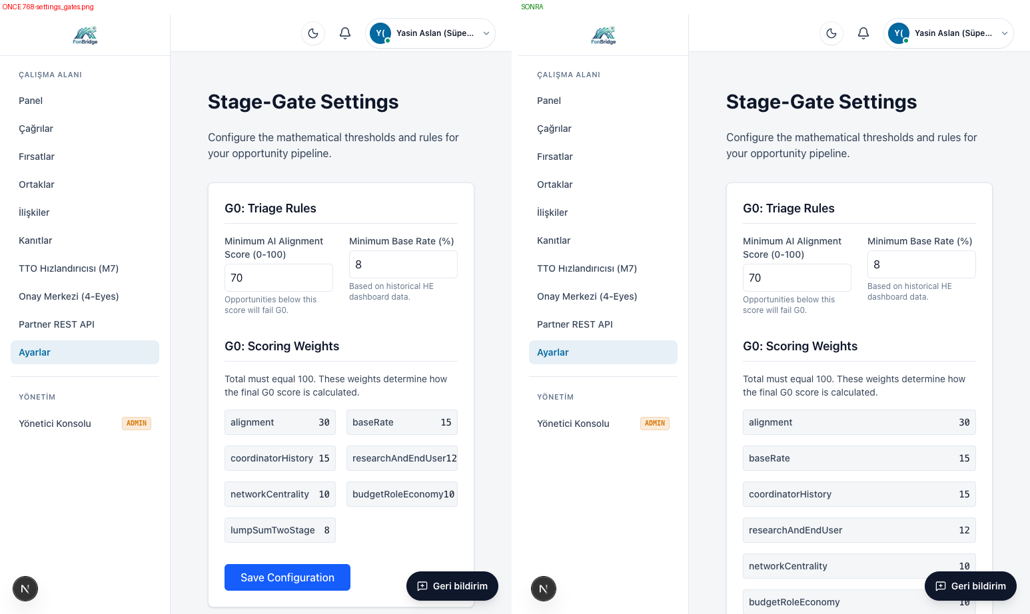 ÖNCE 768-settings_gates.png
FonBridge
Y(
Yasin Aslan (Süpe...
ÇALIŞMA ALANI
Panel
Çağrılar
Fırsatlar
Ortaklar
İlişkiler
Kanıtlar
TTO Hızlandırıcısı (M7)
Onay Merkezi (4-Eyes)
Partner REST API
Ayarlar
YÖNETİM
Yönetici Konsolu
ADMIN
N
Stage-Gate Settings
Configure the mathematical thresholds and rules for
your opportunity pipeline.
G0: Triage Rules
Minimum AI Alignment
Score (0-100)
70
Opportunities below this
score will fail G0.
Minimum Base Rate (%)
8
Based on historical HE
dashboard data.
G0: Scoring Weights
Total must equal 100. These weights determine how
the final G0 score is calculated.
alignment 30
baseRate 15
coordinatorHistory 15
researchAndEndUser12
networkCentrality 10
budgetRoleEconomy10
lumpSumTwoStage 8
Save Configuration
Geri bildirim
SONRA
FonBridge
Y(
Yasin Aslan (Süpe...
ÇALIŞMA ALANI
Panel
Çağrılar
Fırsatlar
Ortaklar
İlişkiler
Kanıtlar
TTO Hızlandırıcısı (M7)
Onay Merkezi (4-Eyes)
Partner REST API
Ayarlar
YÖNETİM
Yönetici Konsolu
ADMIN
N
Stage-Gate Settings
Configure the mathematical thresholds and rules for
your opportunity pipeline.
G0: Triage Rules
Minimum AI Alignment
Score (0-100)
70
Opportunities below this
score will fail G0.
Minimum Base Rate (%)
8
Based on historical HE
dashboard data.
G0: Scoring Weights
Total must equal 100. These weights determine how
the final G0 score is calculated.
alignment 30
baseRate 15
coordinatorHistory 15
researchAndEndUser 12
networkCentrality 10
budgetRoleEconomy 10
Geri bildirim